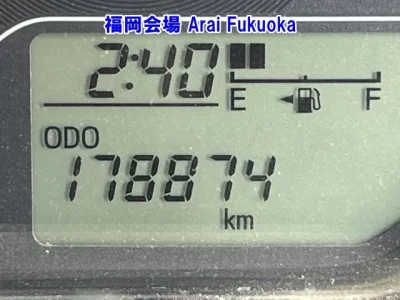 福岡会場 Arai Fukuoka
2:40
E F
ODO
178874
km